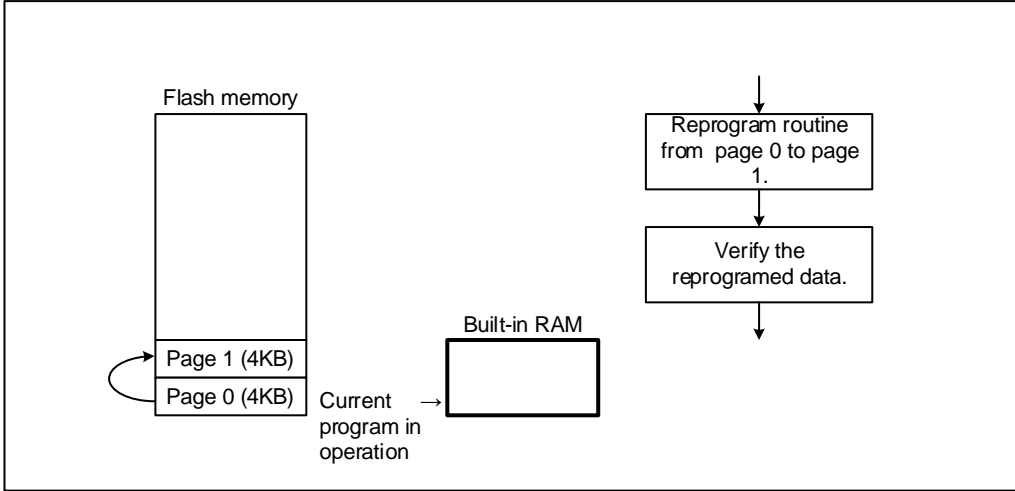 Flash memory
Page 1 (4KB)
Page 0 (4KB)
Current →
program in
operation
Built-in RAM
Reprogram routine
from page 0 to page
1.
Verify the
reprogramed data.